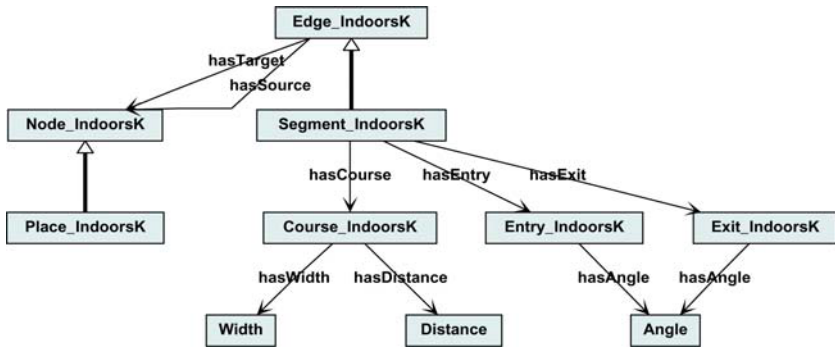 Edge_IndoorsK
hasTarget
hasSource
Node_IndoorsK
Segment_IndoorsK
hasCourse
hasEntry
hasExit
Place_IndoorsK
Course_IndoorsK
Entry_IndoorsK
Exit_IndoorsK
hasWidth
hasDistance
hasAngle
hasAngle
Width
Distance
Angle